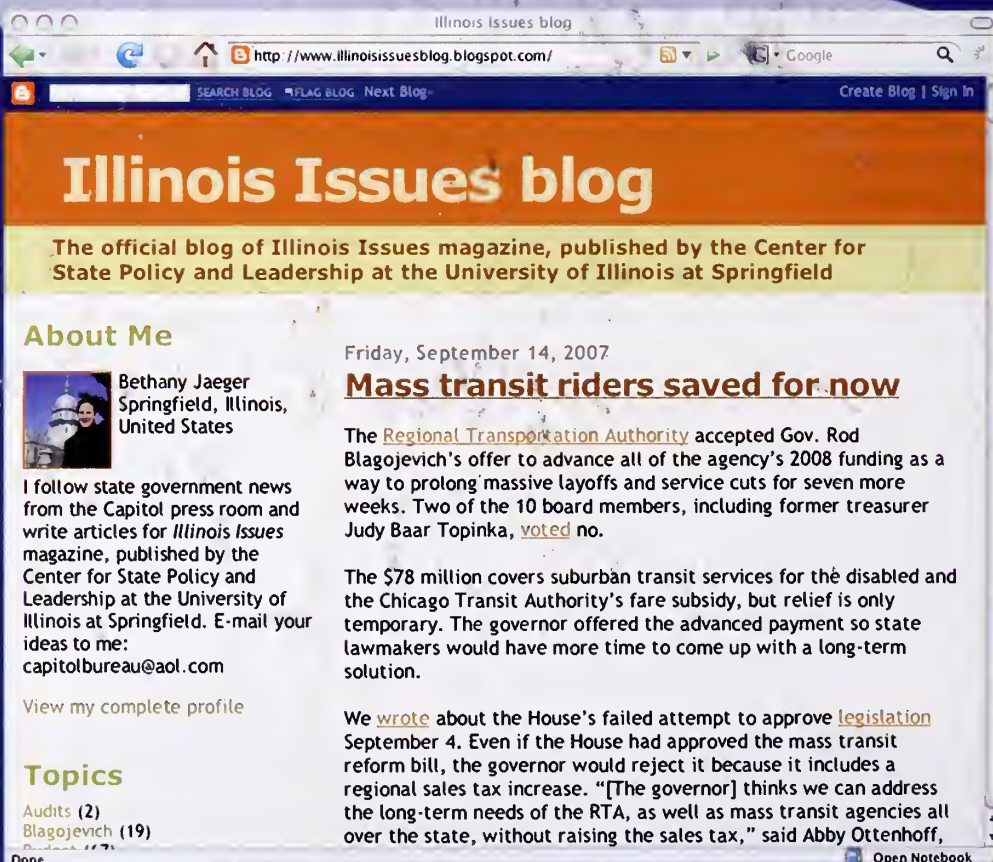 Illinois Issues blog
http://www.illinoisissuesblog.blogspot.com/
Google
SEARCH BLOG FLAG BLOG Next Blog»
Create Blog | Sign In
Illinois Issues blog
The official blog of Illinois Issues magazine, published by the Center for
State Policy and Leadership at the University of Illinois at Springfield
About Me
Bethany Jaeger
Springfield, Illinois,
United States
I follow state government news
from the Capitol press room and
write articles for Illinois Issues
magazine, published by the
Center for State Policy and
Leadership at the University of
Illinois at Springfield. E-mail your
ideas to me:
capitolbureau@aol.com
View my complete profile
Topics
Audits (2)
Blagojevich (19)
Friday, September 14, 2007
Mass transit riders saved for now
The Regional Transportation Authority accepted Gov. Rod
Blagojevich's offer to advance all of the agency's 2008 funding as a
way to prolong massive layoffs and service cuts for seven more
weeks. Two of the 10 board members, including former treasurer
Judy Baar Topinka, voted no.
The $78 million covers suburban transit services for the disabled and
the Chicago Transit Authority's fare subsidy, but relief is only
temporary. The governor offered the advanced payment so state
lawmakers would have more time to come up with a long-term
solution.
We wrote about the House's failed attempt to approve legislation
September 4. Even if the House had approved the mass transit
reform bill, the governor would reject it because it includes a
regional sales tax increase. “[The governor] thinks we can address
the long-term needs of the RTA, as well as mass transit agencies all
over the state, without raising the sales tax,” said Abby Ottenhoff,
Done
Open Notebook